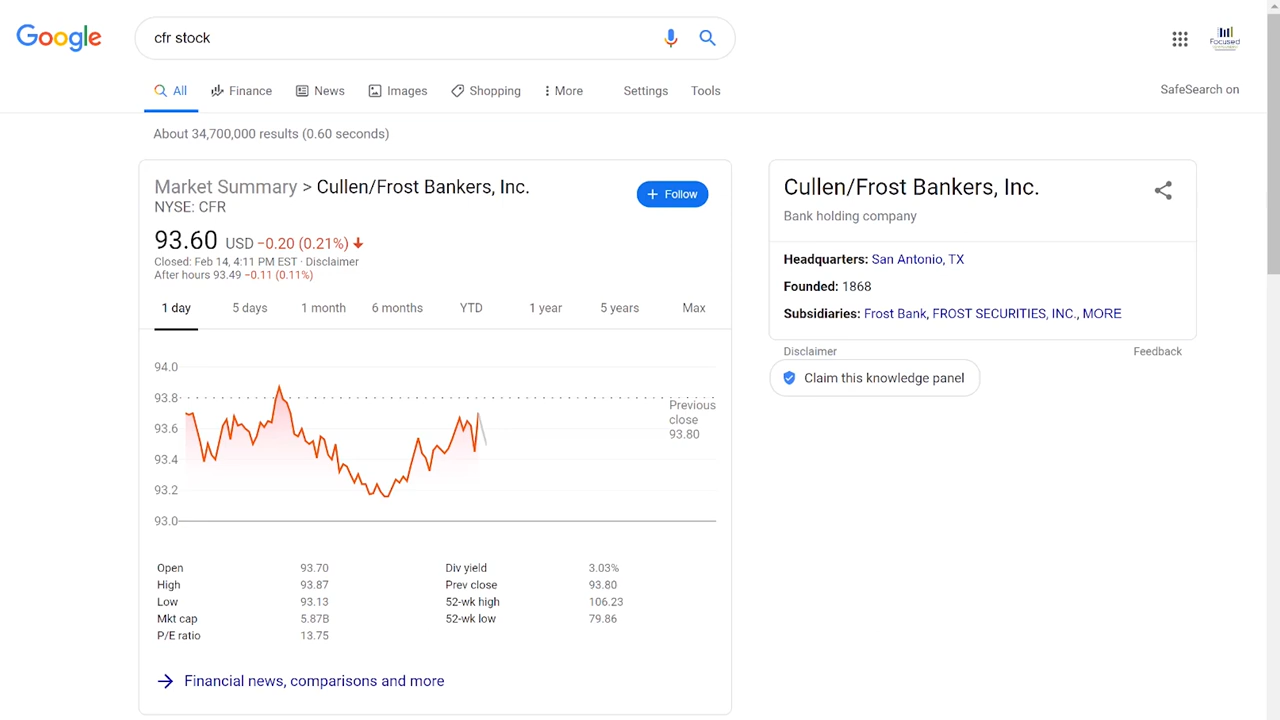 Google
cfr stock
Focused
All Finance News Images Shopping More Settings Tools
SafeSearch on
About 34,700,000 results (0.60 seconds)
Market Summary > Cullen/Frost Bankers, Inc.
NYSE: CFR
+ Follow
93.60 USD −0.20 (0.21%)
Closed: Feb 14, 4:11 PM EST · Disclaimer
After hours 93.49 −0.11 (0.11%)
1 day 5 days 1 month 6 months YTD 1 year 5 years Max
94.0
93.8
93.6
93.4
93.2
93.0
Previous
close
93.80
Open 93.70 Div yield 3.03%
High 93.87 Prev close 93.80
Low 93.13 52-wk high 106.23
Mkt cap 5.87B 52-wk low 79.86
P/E ratio 13.75
Financial news, comparisons and more
Cullen/Frost Bankers, Inc.
Bank holding company
Headquarters: San Antonio, TX
Founded: 1868
Subsidiaries: Frost Bank, FROST SECURITIES, INC., MORE
Disclaimer Feedback
Claim this knowledge panel